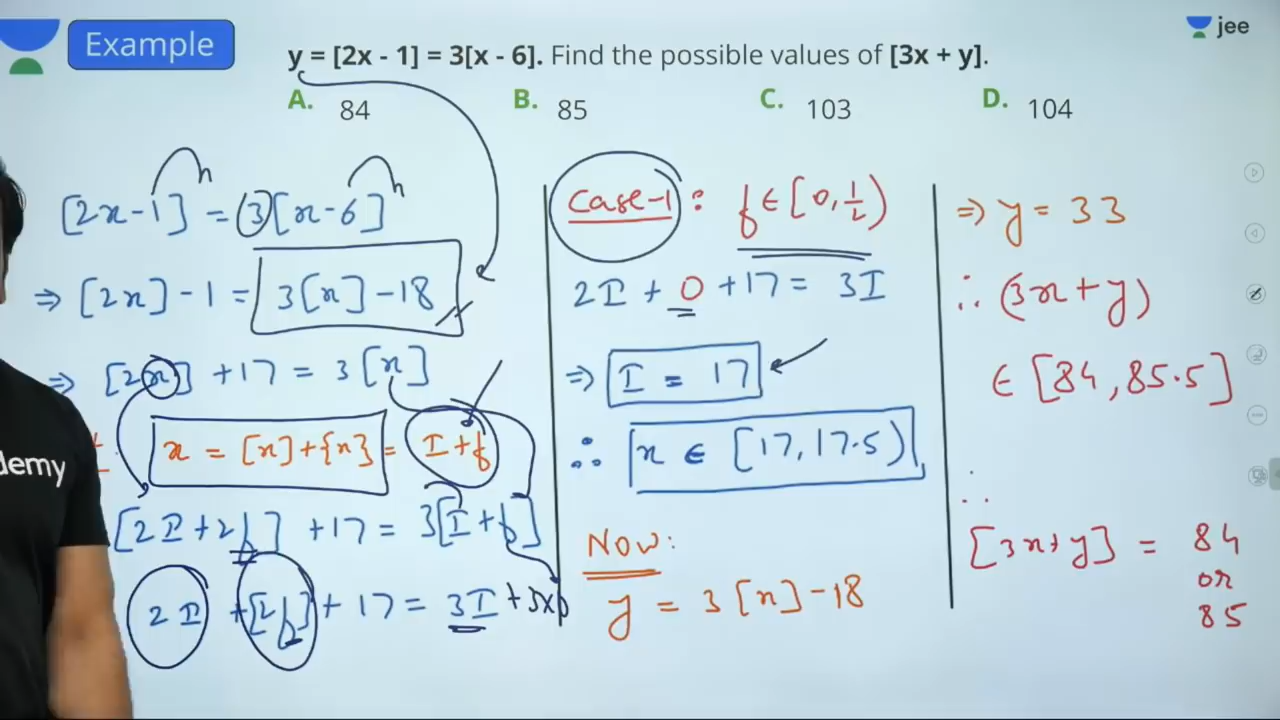 Example
y = [2x - 1] = 3[x - 6]. Find the possible values of [3x + y].
A. 84 B. 85 C. 103 D. 104
jee
[2x-1] = 3[x-6]
⇒ [2x]-1 = 3[x]-18
⇒ [2x] +17 = 3[x]
x = [x]+{x} = I+f
[2I+2f] +17 = 3[I+f]
2I +[2f]+17 = 3I +3x0
demy
Case-1: f∈[0,1/2)
2I + 0 +17 = 3I
⇒ I = 17
∴ x ∈ [17,17.5)
Now:
y = 3[x]-18
⇒ y = 33
∴ (3x+y)
∈ [84,85.5]
∴
[3x+y] = 84
or
85